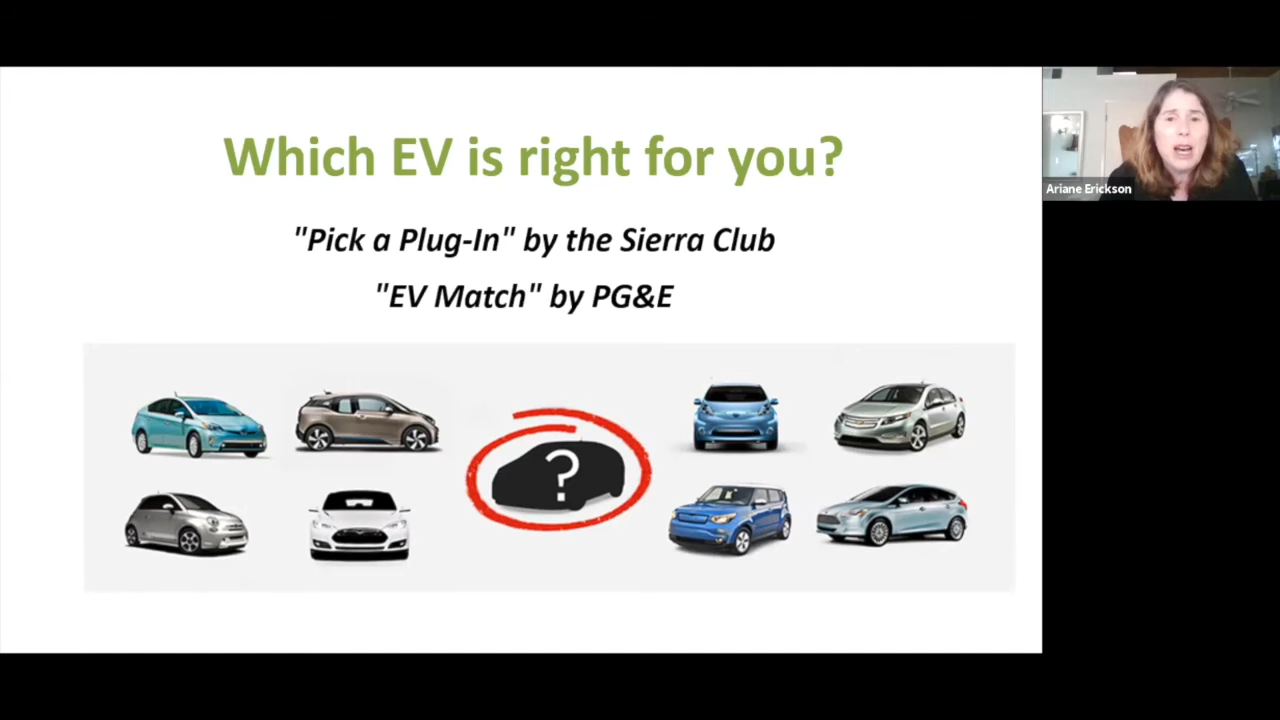 Which EV is right for you?
"Pick a Plug-In" by the Sierra Club
"EV Match" by PG&E
?
Ariane Erickson